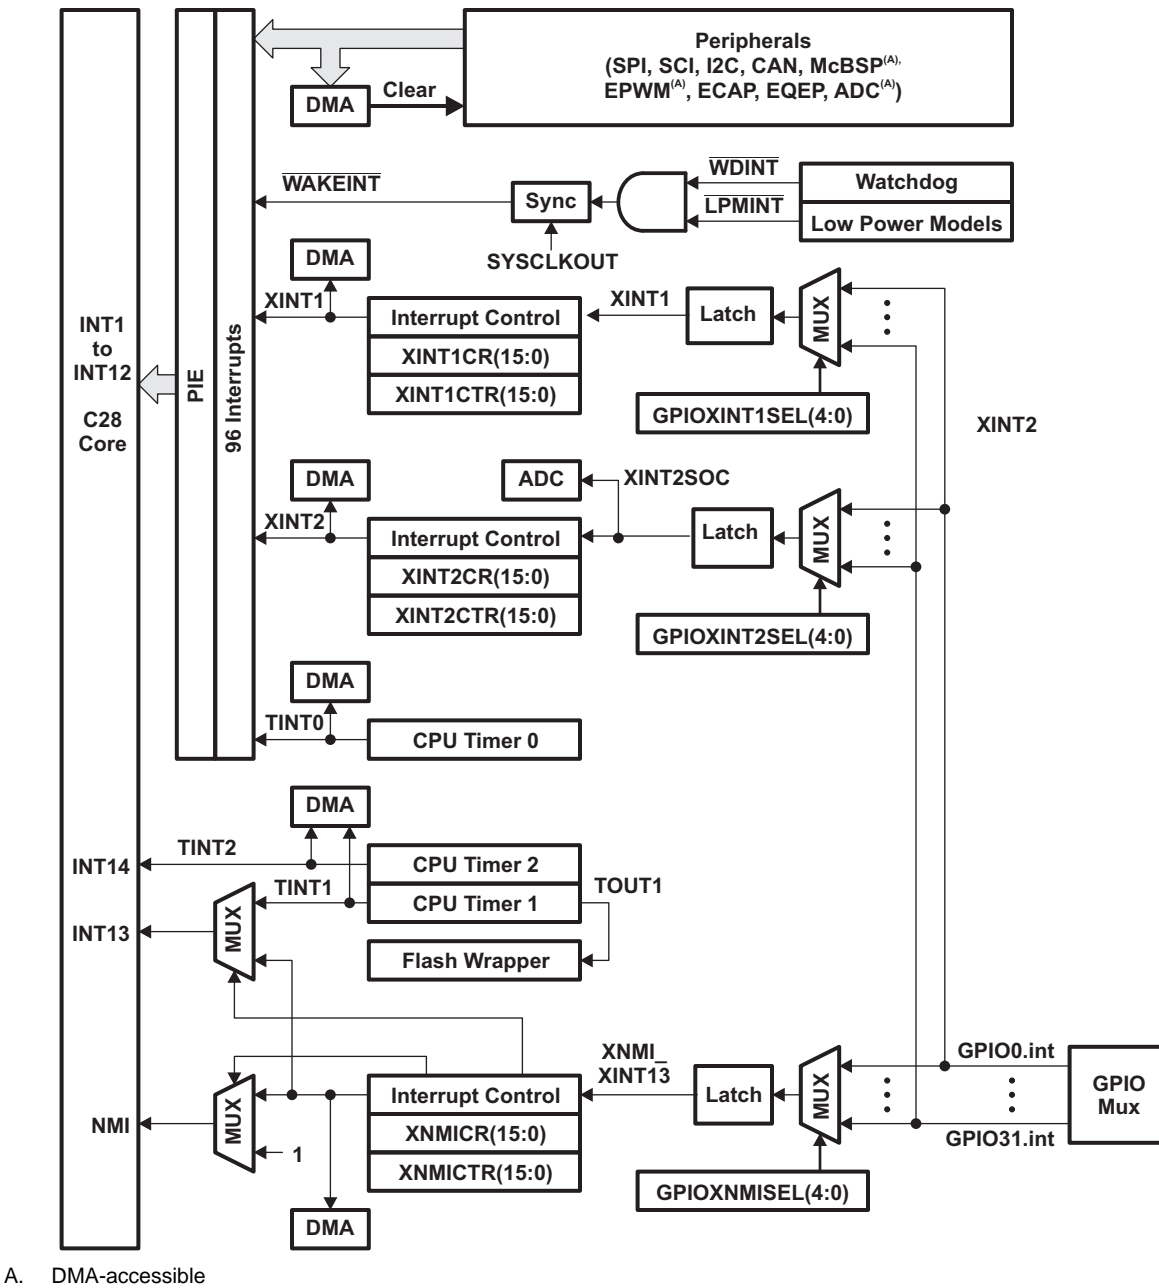 Peripherals
(SPI, SCI, I2C, CAN, McBSP(A),
EPWM(A), ECAP, EQEP, ADC(A))
DMA
Clear
WAKEINT
Sync
SYSCLKOUT
WDINT
LPMINT
Watchdog
Low Power Models
DMA
XINT1
Interrupt Control
XINT1CR(15:0)
XINT1CTR(15:0)
XINT1
Latch
MUX
GPIOXINT1SEL(4:0)
INT1
to
INT12
C28
Core
PIE
96 Interrupts
XINT2
DMA
XINT2
Interrupt Control
XINT2CR(15:0)
XINT2CTR(15:0)
ADC
XINT2SOC
Latch
MUX
GPIOXINT2SEL(4:0)
DMA
TINT0
CPU Timer 0
DMA
INT14
TINT2
CPU Timer 2
TINT1
CPU Timer 1
TOUT1
INT13
MUX
Flash Wrapper
XNMI_
XINT13
Interrupt Control
XNMICR(15:0)
XNMICTR(15:0)
Latch
MUX
GPIOXNMISEL(4:0)
GPIO0.int
GPIO31.int
GPIO
Mux
NMI
MUX
1
DMA
A. DMA-accessible